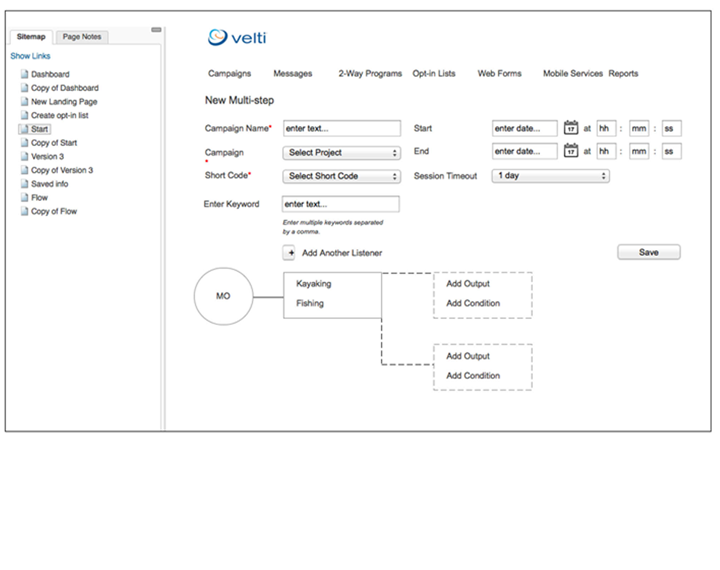 Sitemap Page Notes
Show Links
Dashboard
Copy of Dashboard
New Landing Page
Create opt-in list
Start
Copy of Start
Version 3
Copy of Version 3
Saved info
Flow
Copy of Flow
velti
Campaigns Messages 2-Way Programs Opt-in Lists Web Forms Mobile Services Reports
New Multi-step
Campaign Name* enter text... Start enter date... 17 at hh : mm : ss
Campaign * Select Project End enter date... 17 at hh : mm : ss
Short Code* Select Short Code Session Timeout 1 day
Enter Keyword enter text...
Enter multiple keywords separated
by a comma.
+ Add Another Listener Save
MO
Kayaking
Fishing
Add Output
Add Condition
Add Output
Add Condition